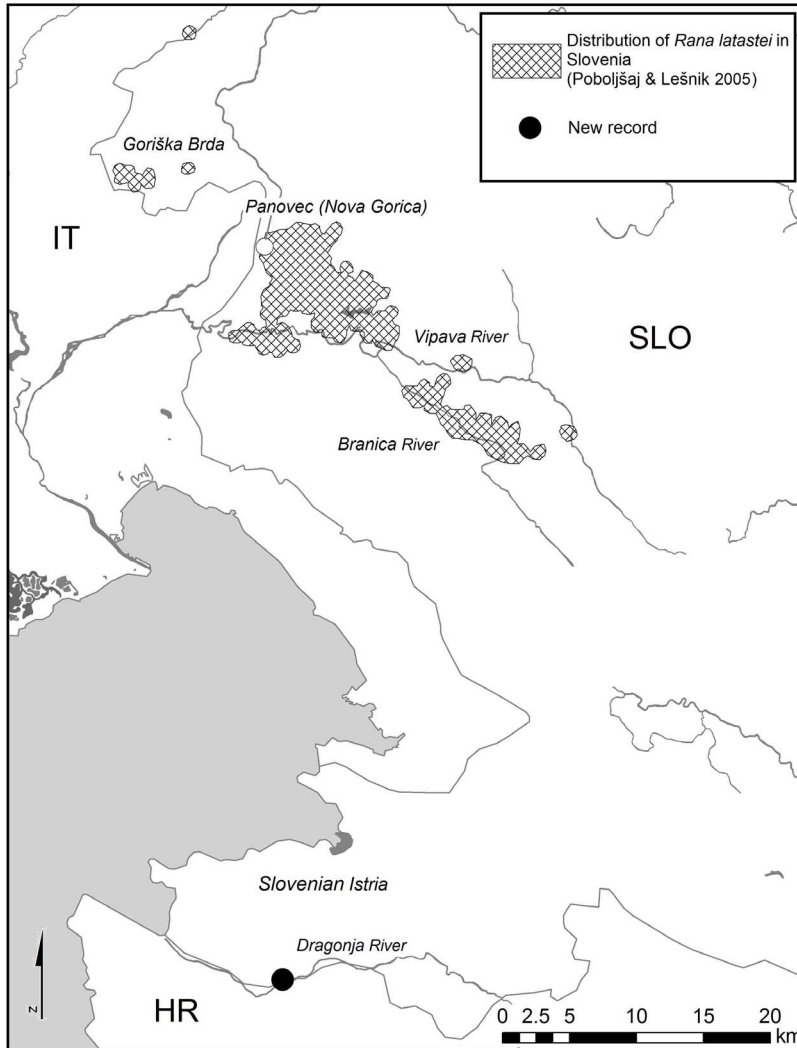 Distribution of Rana latastei in
Slovenia
(Poboljšaj & Lešnik 2005)
New record
Goriška Brda
Panovec (Nova Gorica)
IT
SLO
Vipava River
Branica River
Slovenian Istria
Dragonja River
HR
N
0 2.5 5 10 15 20
km